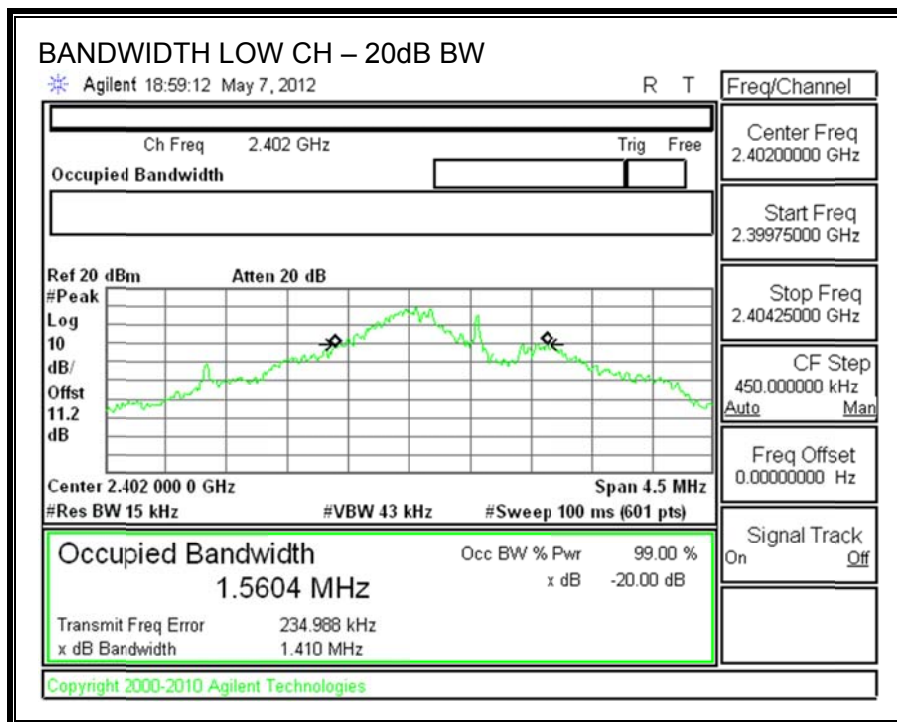 BANDWIDTH LOW CH – 20dB BW
Agilent 18:59:12 May 7, 2012 R T
Freq/Channel
Ch Freq 2.402 GHz Trig Free
Occupied Bandwidth
Center Freq
2.40200000 GHz
Start Freq
2.39975000 GHz
Stop Freq
2.40425000 GHz
CF Step
450.000000 kHz
Auto Man
Freq Offset
0.00000000 Hz
Signal Track
On Off
Ref 20 dBm Atten 20 dB
#Peak
Log
10
dB/
Offst
11.2
dB
Center 2.402 000 0 GHz Span 4.5 MHz
#Res BW 15 kHz #VBW 43 kHz #Sweep 100 ms (601 pts)
Occupied Bandwidth
1.5604 MHz
Occ BW % Pwr 99.00 %
x dB -20.00 dB
Transmit Freq Error 234.988 kHz
x dB Bandwidth 1.410 MHz
Copyright 2000-2010 Agilent Technologies